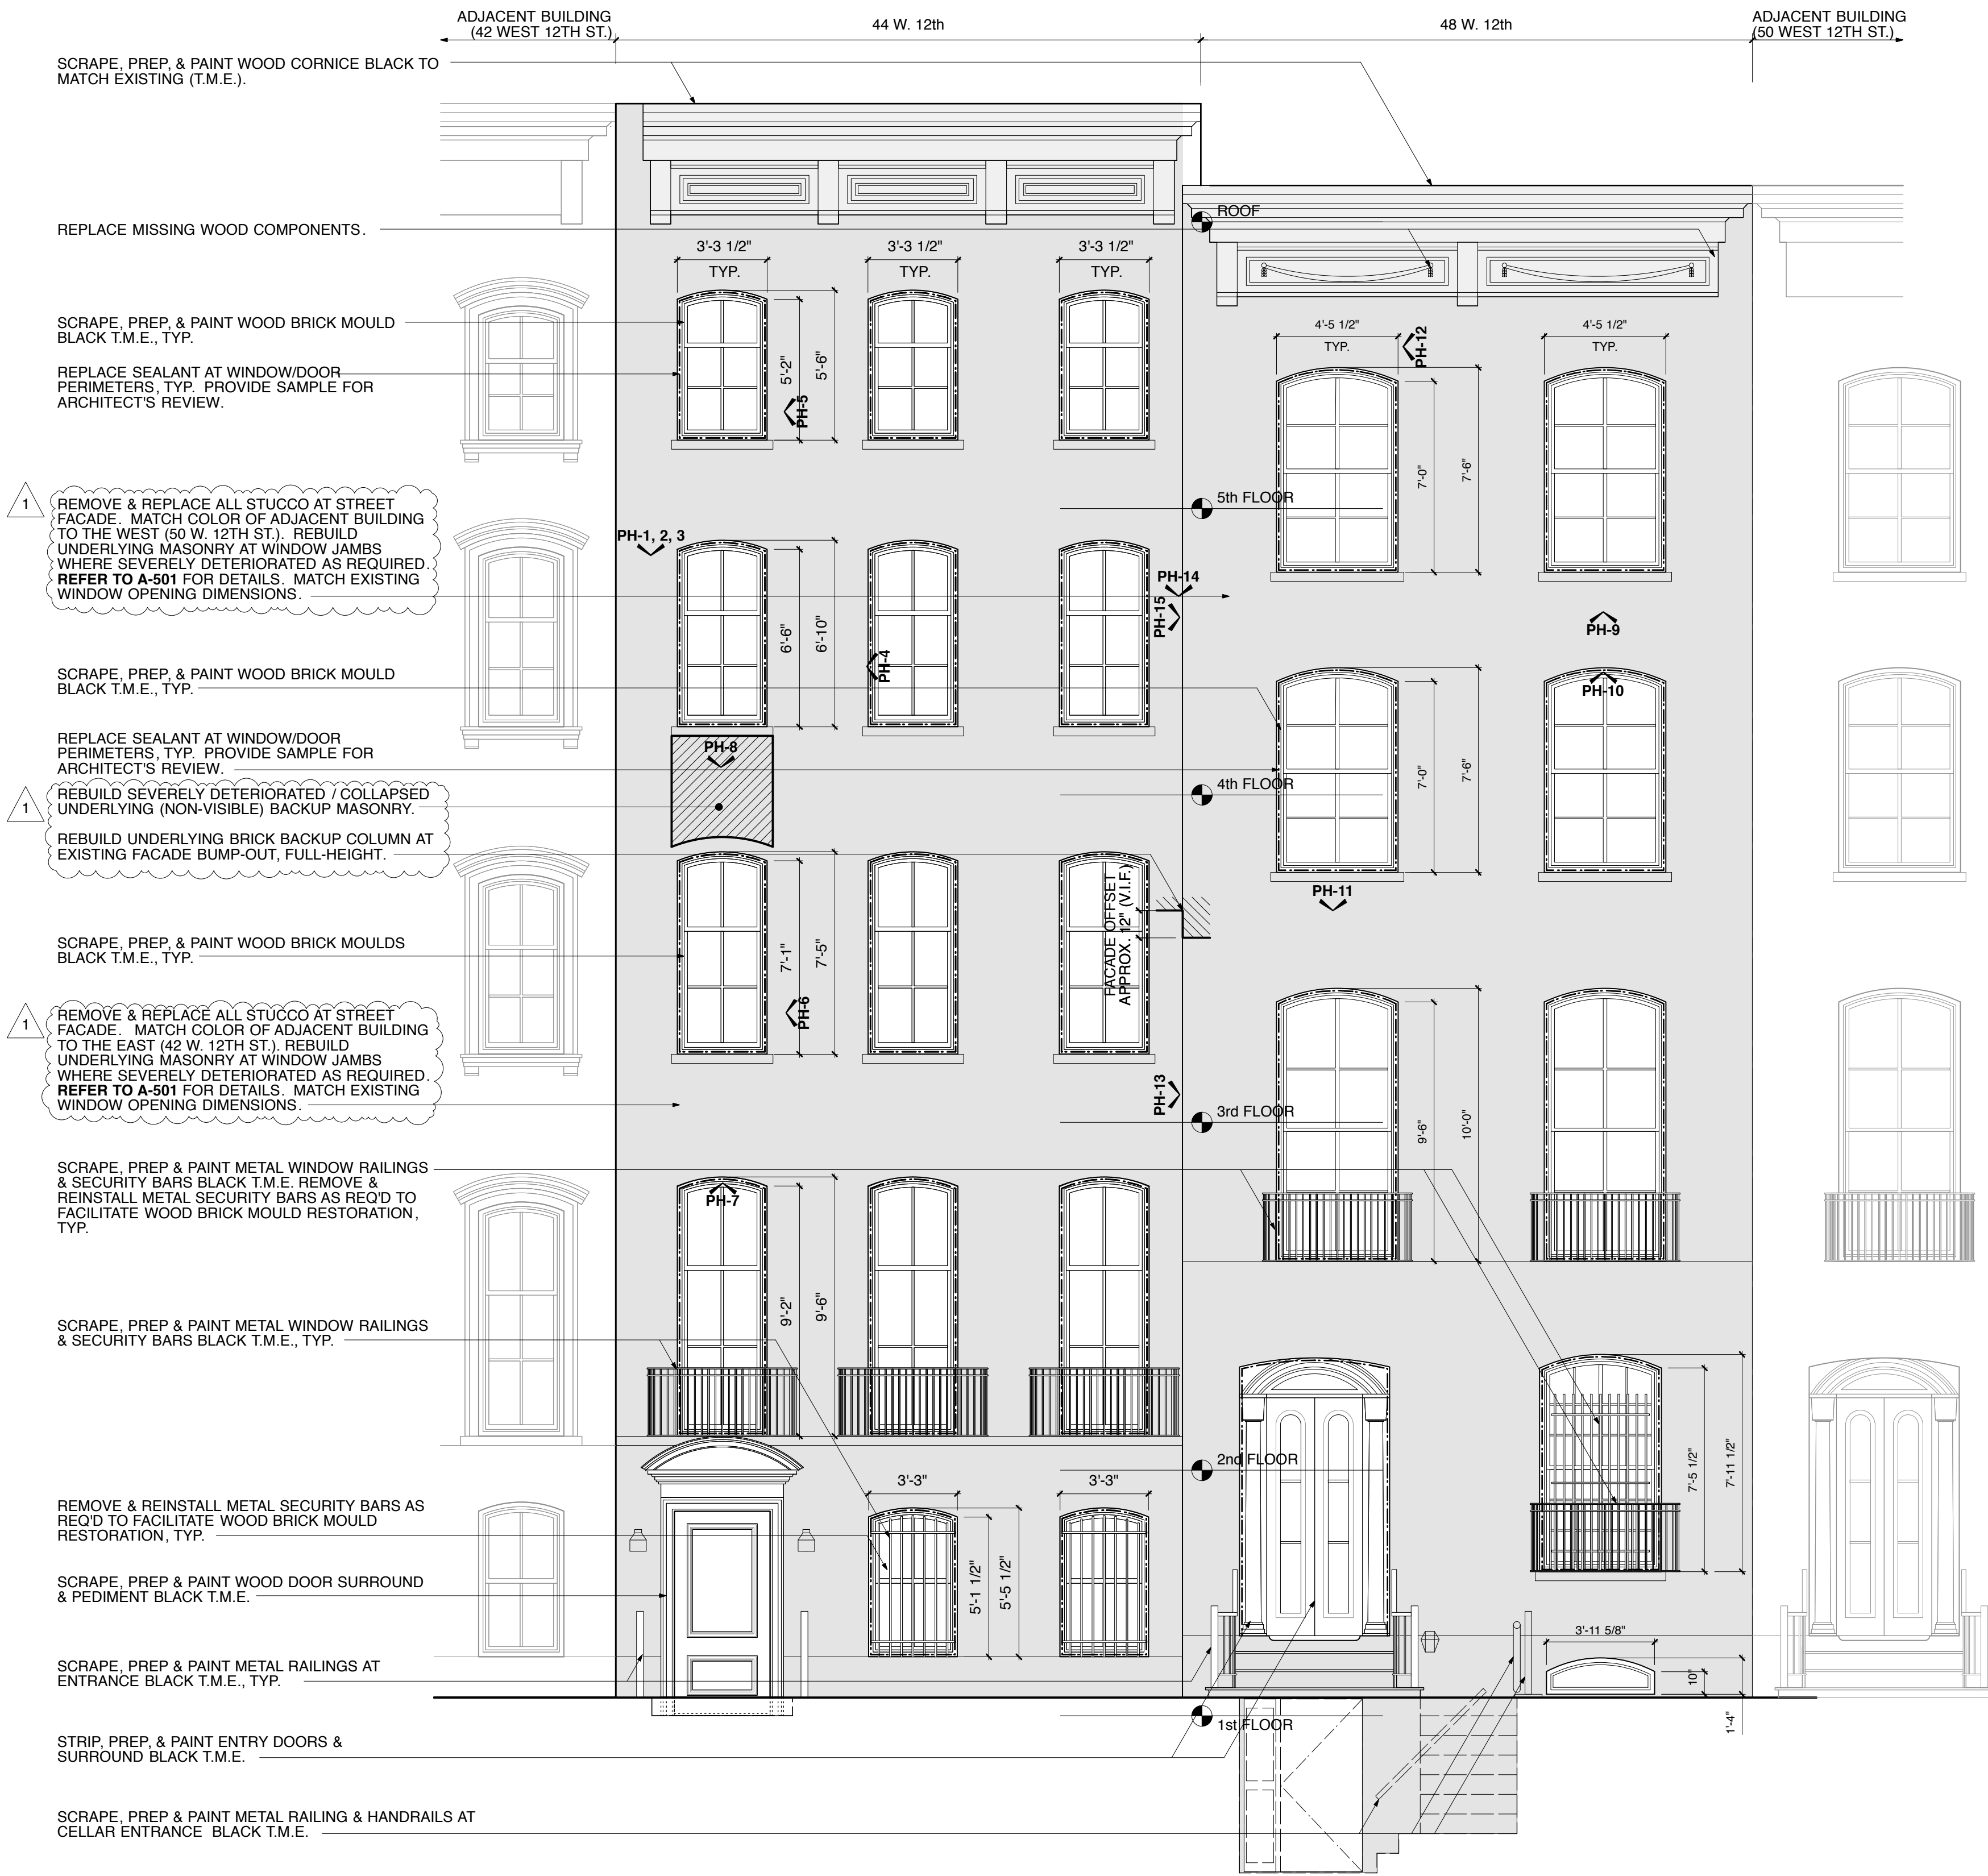 ADJACENT BUILDING
(42 WEST 12TH ST.)
44 W. 12th
48 W. 12th
ADJACENT BUILDING
(50 WEST 12TH ST.)
SCRAPE, PREP, & PAINT WOOD CORNICE BLACK TO
MATCH EXISTING (T.M.E.).
REPLACE MISSING WOOD COMPONENTS.
SCRAPE, PREP, & PAINT WOOD BRICK MOULD
BLACK T.M.E., TYP.
REPLACE SEALANT AT WINDOW/DOOR
PERIMETERS, TYP. PROVIDE SAMPLE FOR
ARCHITECT'S REVIEW.
1
REMOVE & REPLACE ALL STUCCO AT STREET
FACADE. MATCH COLOR OF ADJACENT BUILDING
TO THE WEST (50 W. 12TH ST.). REBUILD
UNDERLYING MASONRY AT WINDOW JAMBS
WHERE SEVERELY DETERIORATED AS REQUIRED.
REFER TO A-501 FOR DETAILS. MATCH EXISTING
WINDOW OPENING DIMENSIONS.
SCRAPE, PREP, & PAINT WOOD BRICK MOULD
BLACK T.M.E., TYP.
REPLACE SEALANT AT WINDOW/DOOR
PERIMETERS, TYP. PROVIDE SAMPLE FOR
ARCHITECT'S REVIEW.
1
REBUILD SEVERELY DETERIORATED / COLLAPSED
UNDERLYING (NON-VISIBLE) BACKUP MASONRY.
REBUILD UNDERLYING BRICK BACKUP COLUMN AT
EXISTING FACADE BUMP-OUT, FULL-HEIGHT.
SCRAPE, PREP, & PAINT WOOD BRICK MOULDS
BLACK T.M.E., TYP.
1
REMOVE & REPLACE ALL STUCCO AT STREET
FACADE. MATCH COLOR OF ADJACENT BUILDING
TO THE EAST (42 W. 12TH ST.). REBUILD
UNDERLYING MASONRY AT WINDOW JAMBS
WHERE SEVERELY DETERIORATED AS REQUIRED.
REFER TO A-501 FOR DETAILS. MATCH EXISTING
WINDOW OPENING DIMENSIONS.
SCRAPE, PREP & PAINT METAL WINDOW RAILINGS
& SECURITY BARS BLACK T.M.E. REMOVE &
REINSTALL METAL SECURITY BARS AS REQ'D TO
FACILITATE WOOD BRICK MOULD RESTORATION,
TYP.
SCRAPE, PREP & PAINT METAL WINDOW RAILINGS
& SECURITY BARS BLACK T.M.E., TYP.
REMOVE & REINSTALL METAL SECURITY BARS AS
REQ'D TO FACILITATE WOOD BRICK MOULD
RESTORATION, TYP.
SCRAPE, PREP & PAINT WOOD DOOR SURROUND
& PEDIMENT BLACK T.M.E.
SCRAPE, PREP & PAINT METAL RAILINGS AT
ENTRANCE BLACK T.M.E., TYP.
STRIP, PREP, & PAINT ENTRY DOORS &
SURROUND BLACK T.M.E.
SCRAPE, PREP & PAINT METAL RAILING & HANDRAILS AT
CELLAR ENTRANCE BLACK T.M.E.
3'-3 1/2"
TYP.
3'-3 1/2"
TYP.
3'-3 1/2"
TYP.
5'-2"
5'-6"
PH-5
PH-1, 2, 3
6'-6"
6'-10"
PH-4
PH-14
PH-15
PH-8
7'-1"
7'-5"
PH-6
FACADE OFFSET
APPROX. 12" (V.I.F.)
PH-13
PH-7
9'-2"
9'-6"
3'-3"
3'-3"
5'-1 1/2"
5'-5 1/2"
ROOF
5th FLOOR
4th FLOOR
3rd FLOOR
2nd FLOOR
1st FLOOR
4'-5 1/2"
TYP.
PH-12
4'-5 1/2"
TYP.
7'-0"
7'-6"
PH-9
PH-10
7'-0"
7'-6"
PH-11
9'-6"
10'-0"
7'-5 1/2"
7'-11 1/2"
3'-11 5/8"
10"
1'-4"